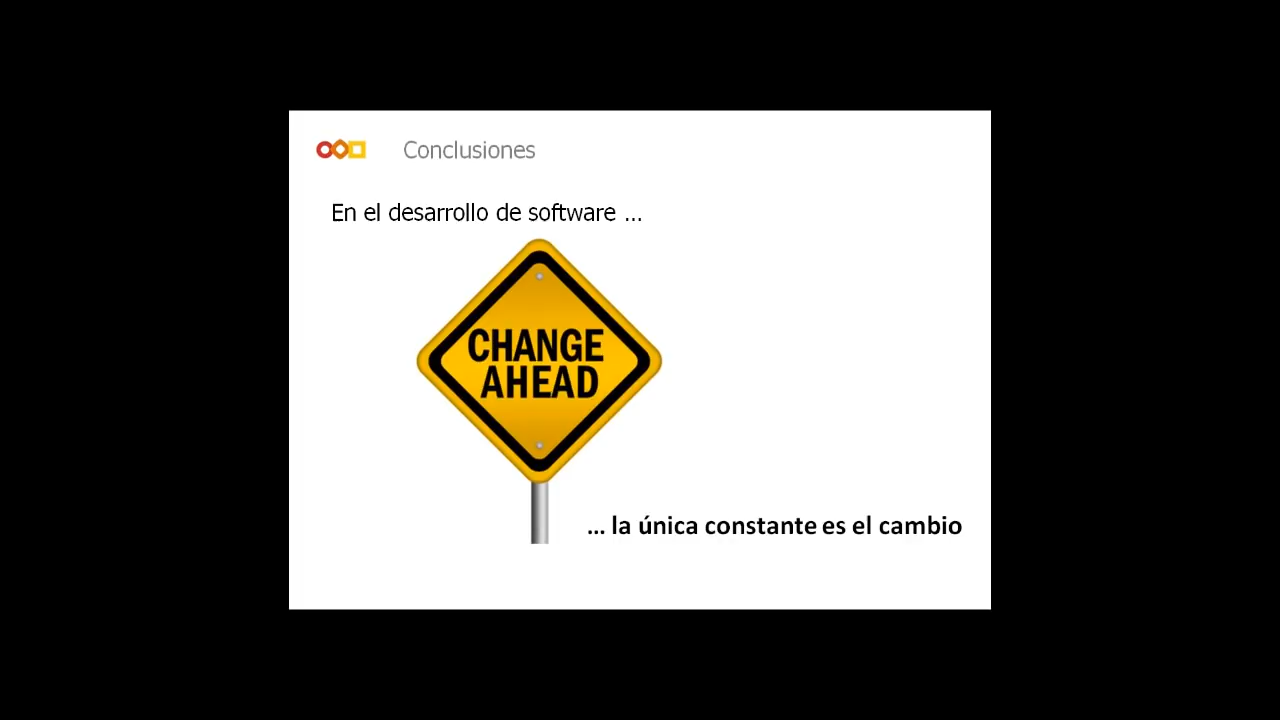 Conclusiones
En el desarrollo de software ...
CHANGE
AHEAD
... la única constante es el cambio